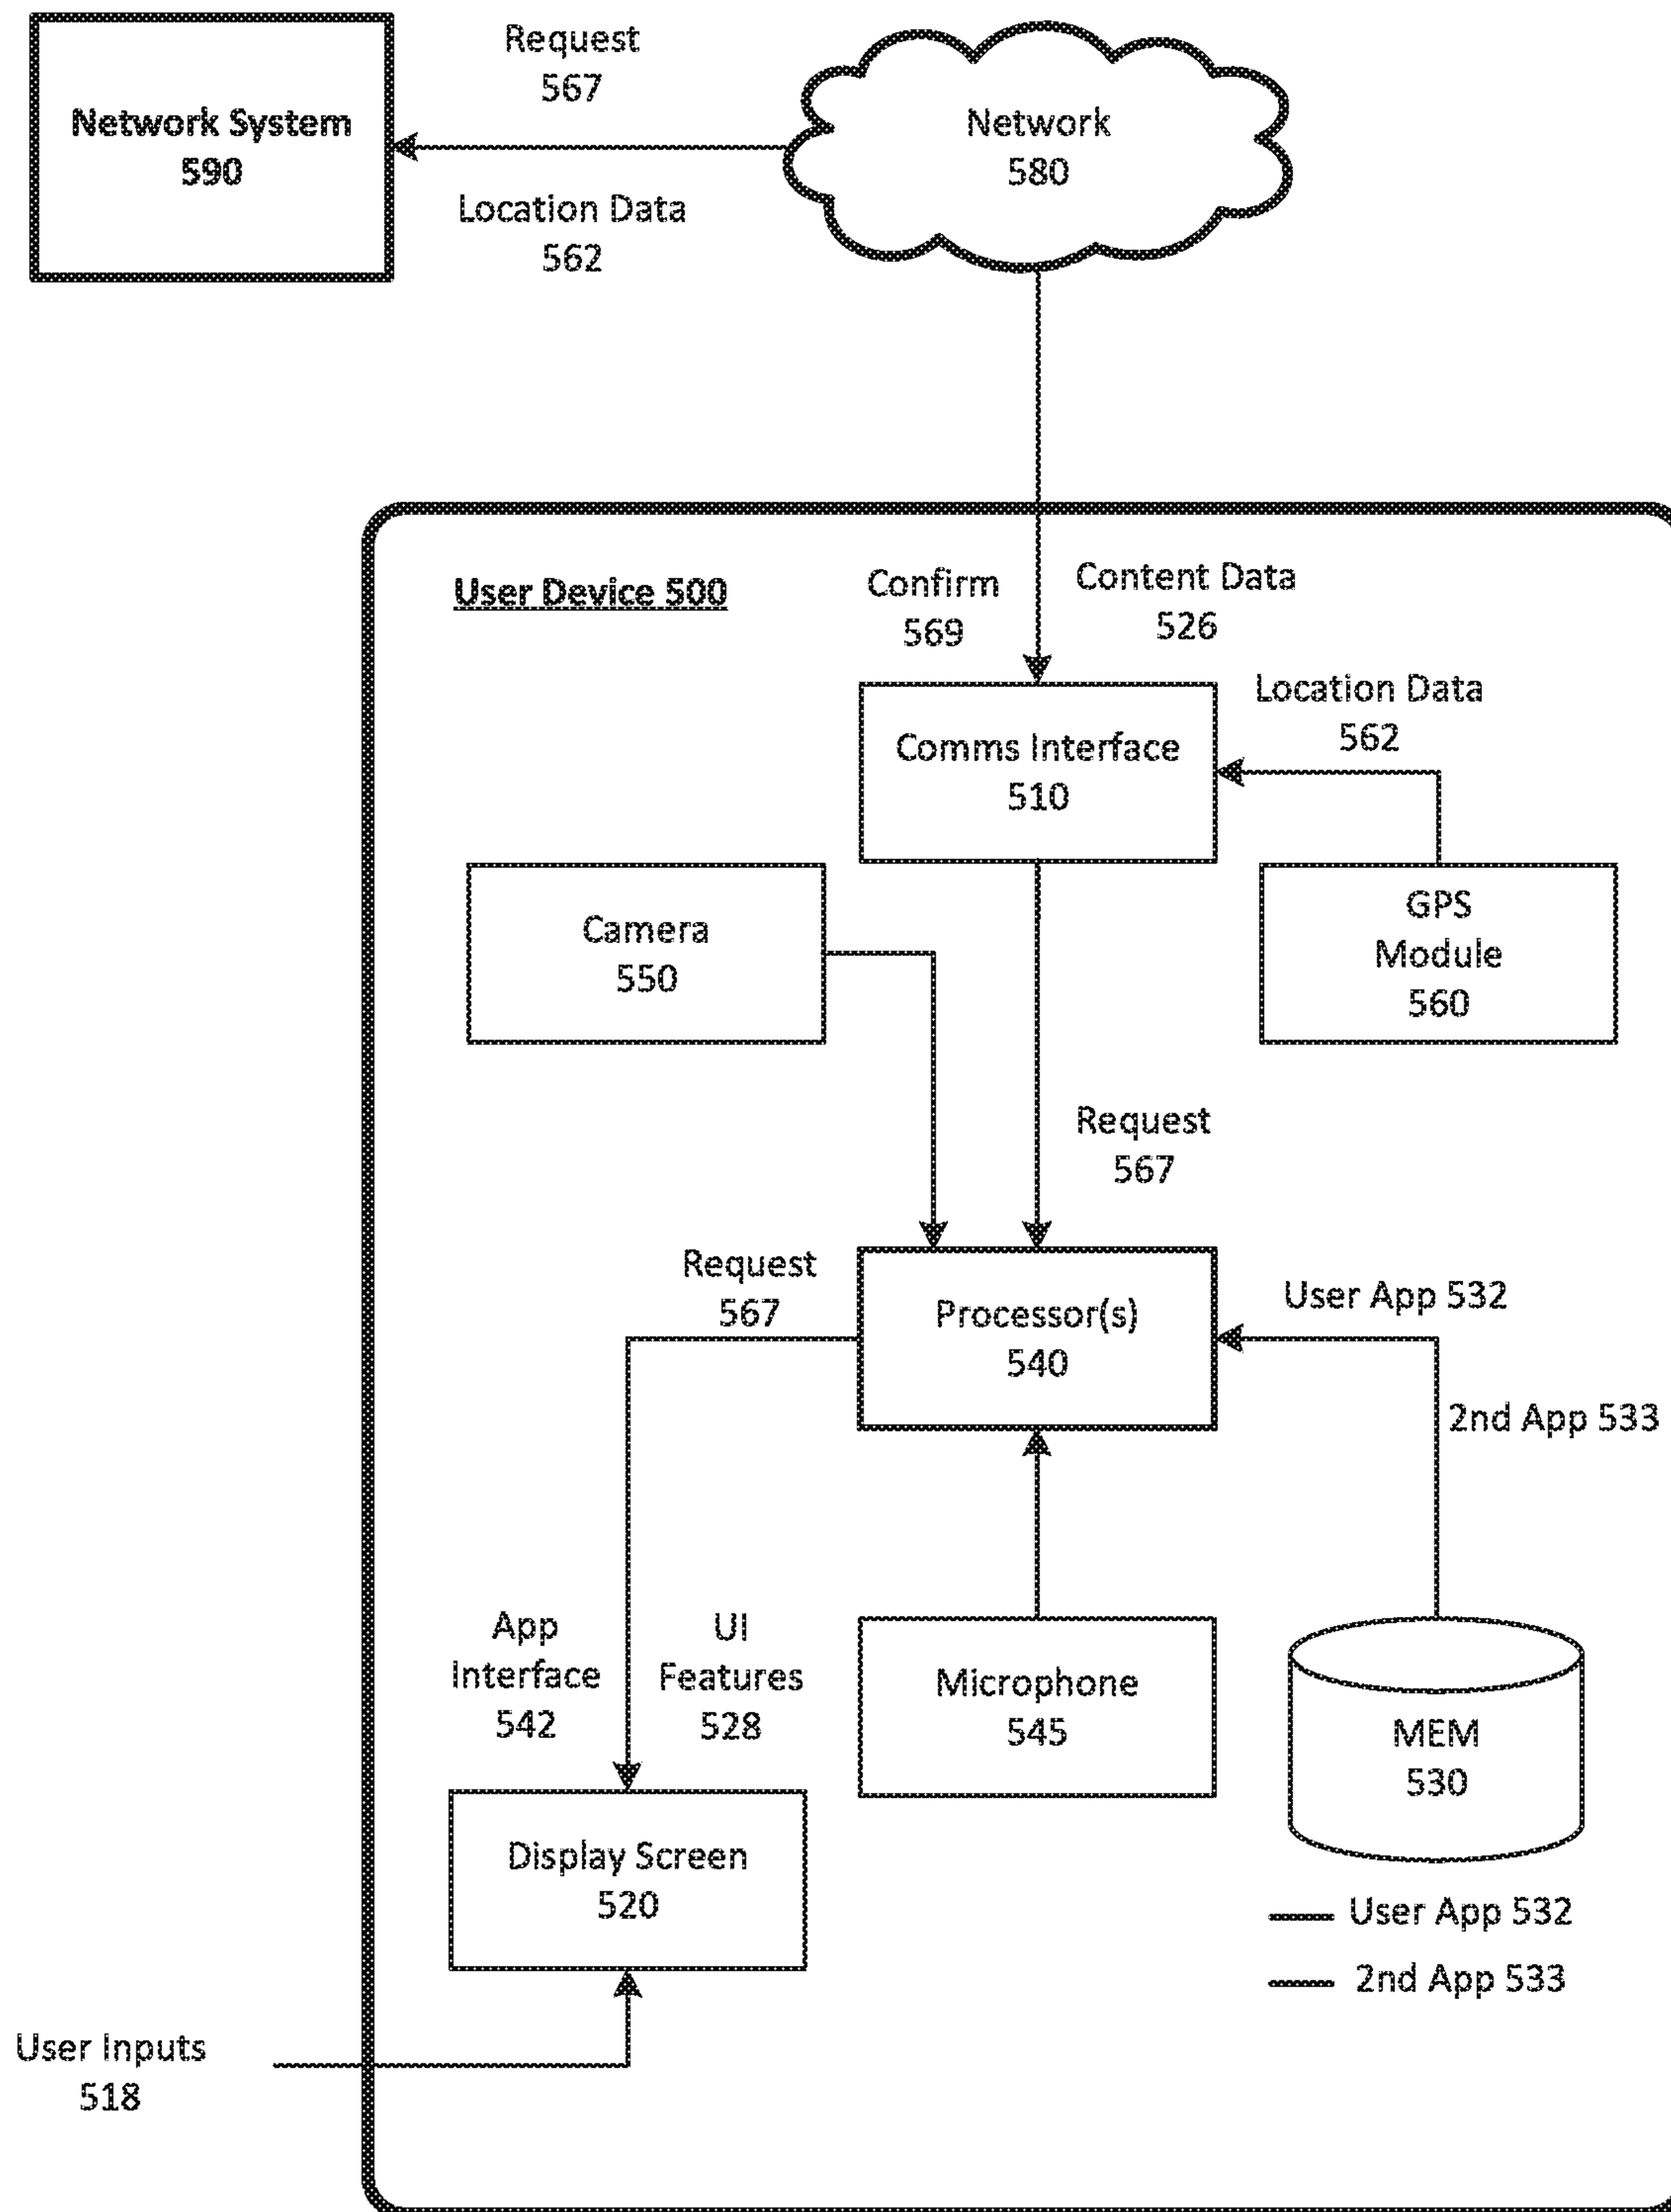 Request
567
Network System
590
Location Data
562
Network
580
User Device 500
Confirm
569
Content Data
526
Comms Interface
510
Location Data
562
Camera
550
GPS
Module
560
Request
567
Request
567
Processor(s)
540
User App 532
2nd App 533
App
Interface
542
UI
Features
528
Microphone
545
MEM
530
Display Screen
520
User App 532
2nd App 533
User Inputs
518